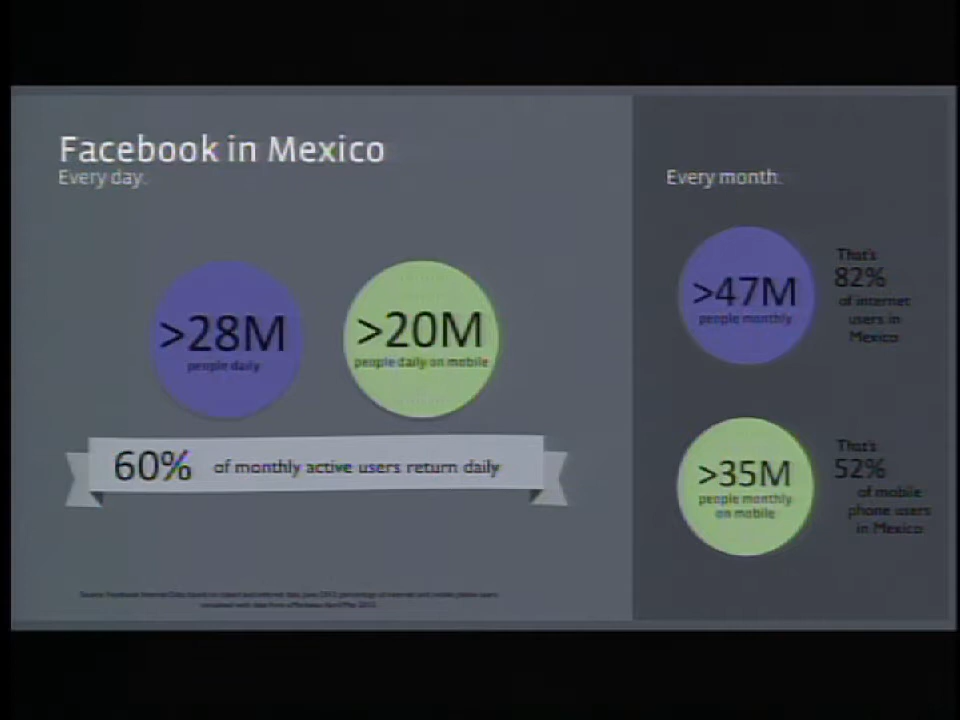 Facebook in Mexico
Every day.
>28M
people daily
>20M
people daily on mobile
60% of monthly active users return daily
Every month.
>47M
people monthly
That's
82%
of internet
users in
Mexico
>35M
people monthly
on mobile
That's
52%
of mobile
phone users
in Mexico